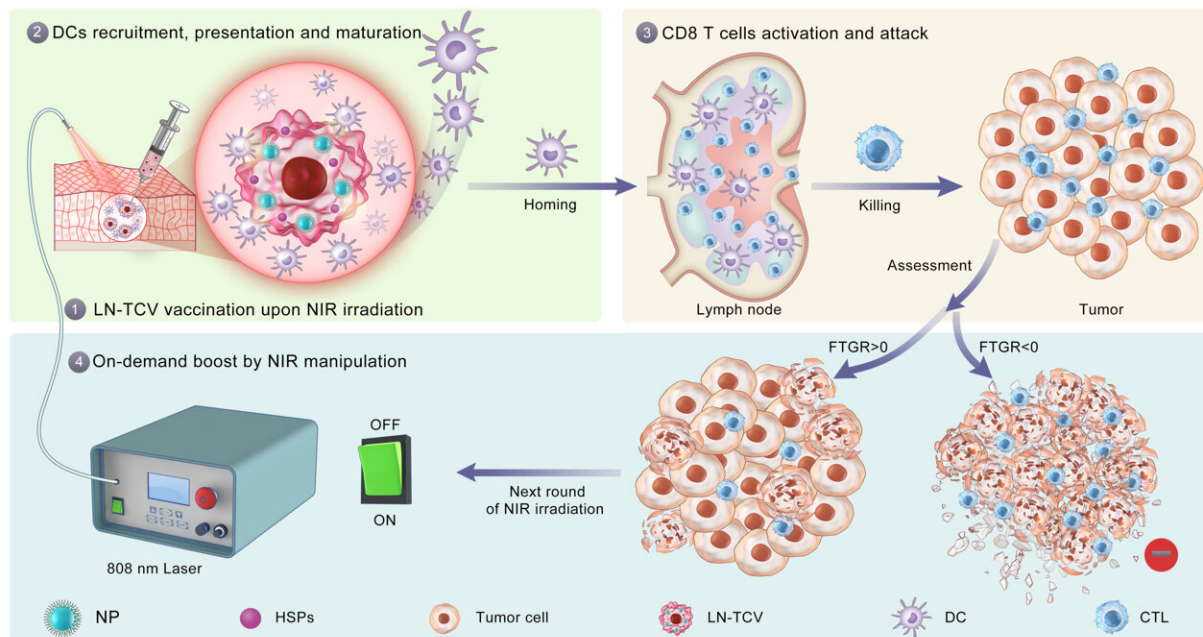 2 DCs recruitment, presentation and maturation
1 LN-TCV vaccination upon NIR irradiation
Homing
3 CD8 T cells activation and attack
Killing
Lymph node
Tumor
Assessment
FTGR>0
FTGR<0
4 On-demand boost by NIR manipulation
OFF
ON
Next round
of NIR irradiation
808 nm Laser
NP
HSPs
Tumor cell
LN-TCV
DC
CTL